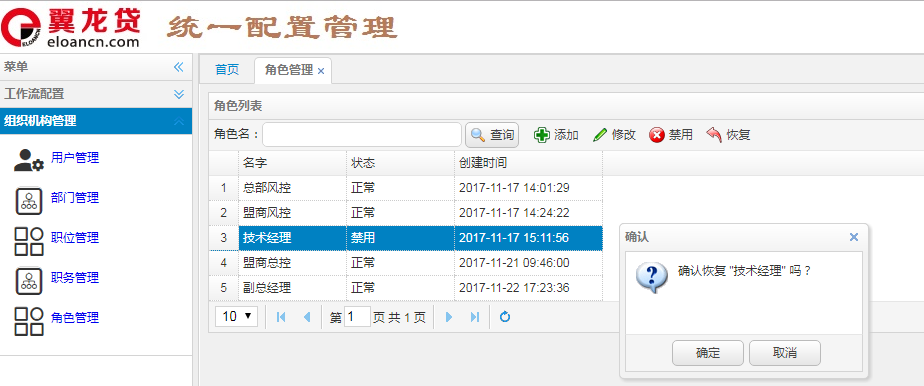 翼龙贷 统一配置管理
ELOANCN eloancn.com
菜单
工作流配置
组织机构管理
用户管理
部门管理
职位管理
职务管理
角色管理
首页 角色管理
角色列表
角色名： 查询 添加 修改 禁用 恢复
名字 状态 创建时间
1 总部风控 正常 2017-11-17 14:01:29
2 盟商风控 正常 2017-11-17 14:24:22
3 技术经理 禁用 2017-11-17 15:11:56
4 盟商总控 正常 2017-11-21 09:46:00
5 副总经理 正常 2017-11-22 17:23:36
10 第 1 页 共 1 页
确认
确认恢复 "技术经理" 吗？
确定 取消